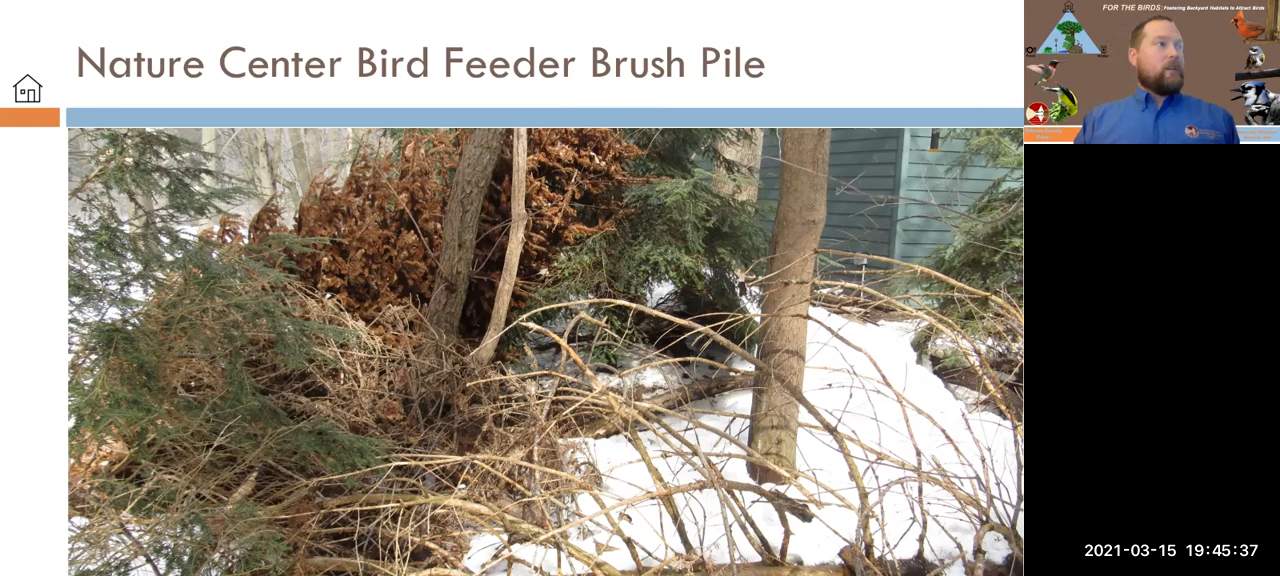 Nature Center Bird Feeder Brush Pile
FOR THE BIRDS: Fostering Backyard Habitats to Attract Birds
2021-03-15 19:45:37